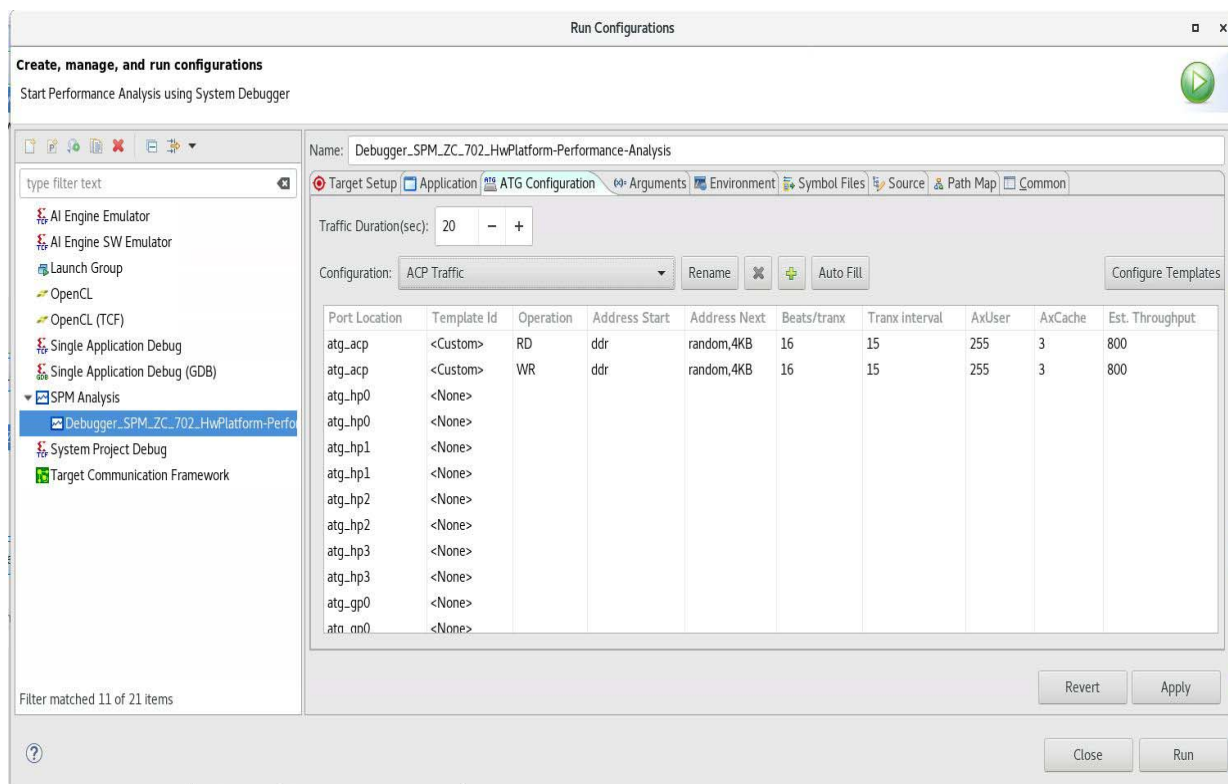 Run Configurations
Create, manage, and run configurations
Start Performance Analysis using System Debugger
type filter text
AI Engine Emulator
AI Engine SW Emulator
Launch Group
OpenCL
OpenCL (TCF)
Single Application Debug
Single Application Debug (GDB)
SPM Analysis
Debugger_SPM_ZC_702_HwPlatform-Perfo
System Project Debug
Target Communication Framework
Filter matched 11 of 21 items
Name: Debugger_SPM_ZC_702_HwPlatform-Performance-Analysis
Target Setup Application ATG Configuration (x)= Arguments Environment Symbol Files Source Path Map Common
Traffic Duration(sec): 20 − +
Configuration: ACP Traffic Rename Auto Fill Configure Templates
Port Location Template Id Operation Address Start Address Next Beats/tranx Tranx interval AxUser AxCache Est. Throughput
atg_acp <Custom> RD ddr random,4KB 16 15 255 3 800
atg_acp <Custom> WR ddr random,4KB 16 15 255 3 800
atg_hp0 <None>
atg_hp0 <None>
atg_hp1 <None>
atg_hp1 <None>
atg_hp2 <None>
atg_hp2 <None>
atg_hp3 <None>
atg_hp3 <None>
atg_gp0 <None>
atg_gp0 <None>
Revert Apply
Close Run